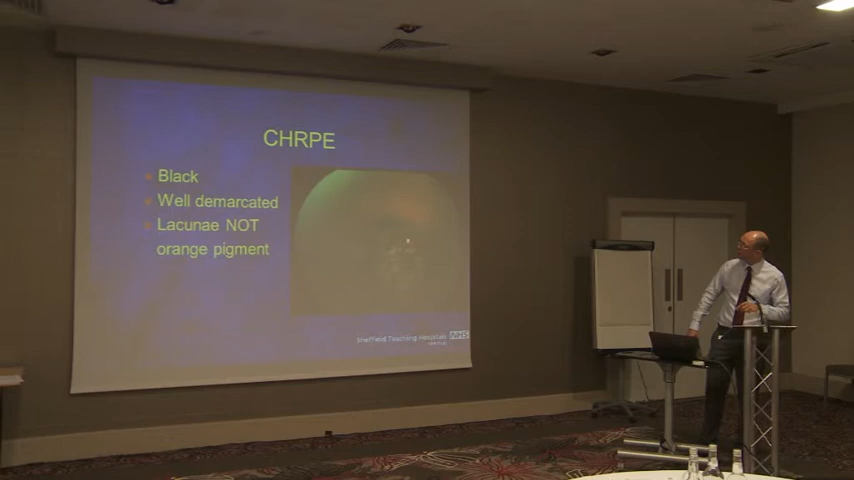 CHRPE
Black
Well demarcated
Lacunae NOT
orange pigment
Sheffield Teaching Hospitals NHS